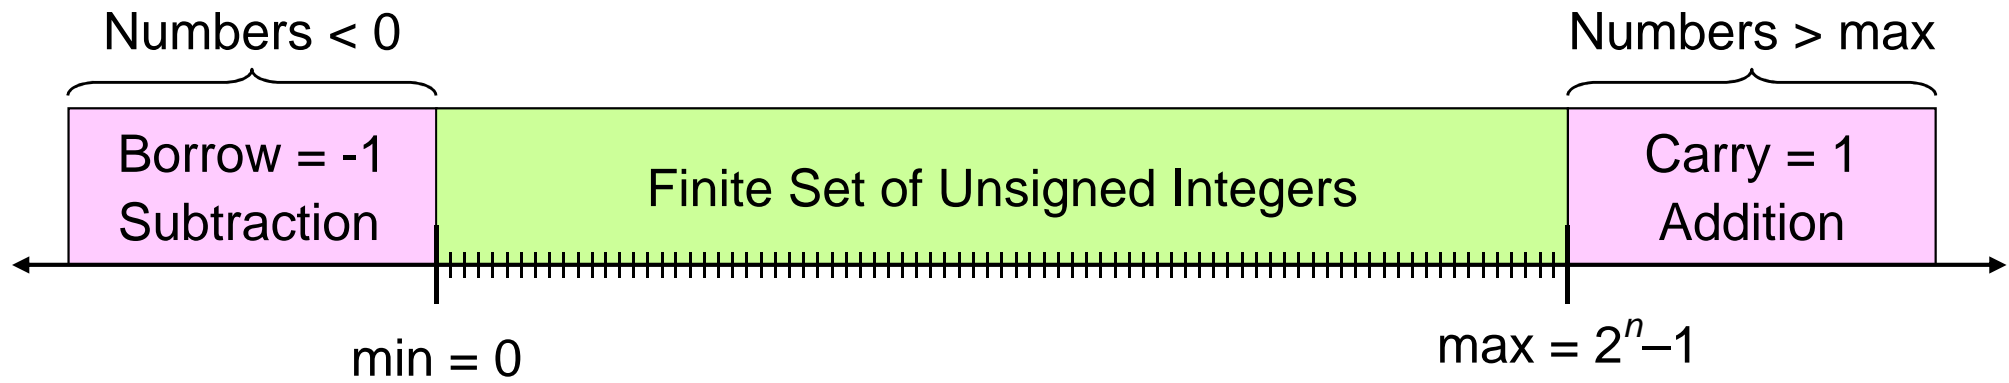 Numbers < 0
Numbers > max
Borrow = -1
Subtraction
Finite Set of Unsigned Integers
Carry = 1
Addition
min = 0
max = 2ⁿ–1